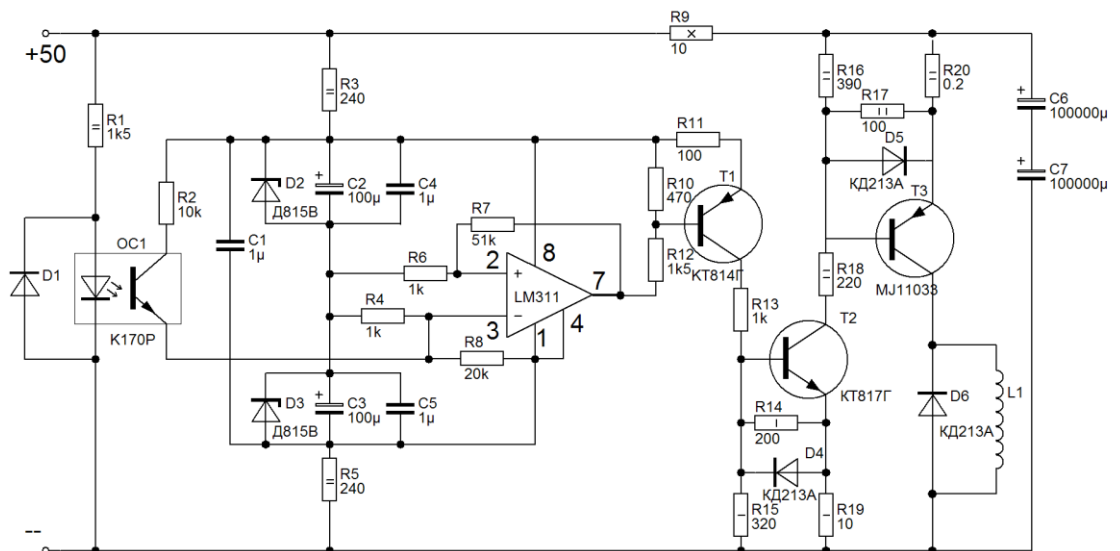 +50
R9
10
R3
240
R16
390
R20
0.2
R17
100
C6
100000µ
R1
1k5
R11
100
D5
КД213А
C7
100000µ
R2
10k
D2
Д815В
C2
100µ
C4
1µ
R10
470
T1
КТ814Г
T3
MJ11033
OC1
D1
К170Р
C1
1µ
R7
51k
R6
1k
2
8
7
LM311
R12
1k5
R18
220
R4
1k
3
1
4
R13
1k
T2
КТ817Г
R8
20k
D3
Д815В
C3
100µ
C5
1µ
R14
200
D6
КД213А
L1
D4
КД213А
R5
240
R15
320
R19
10
--